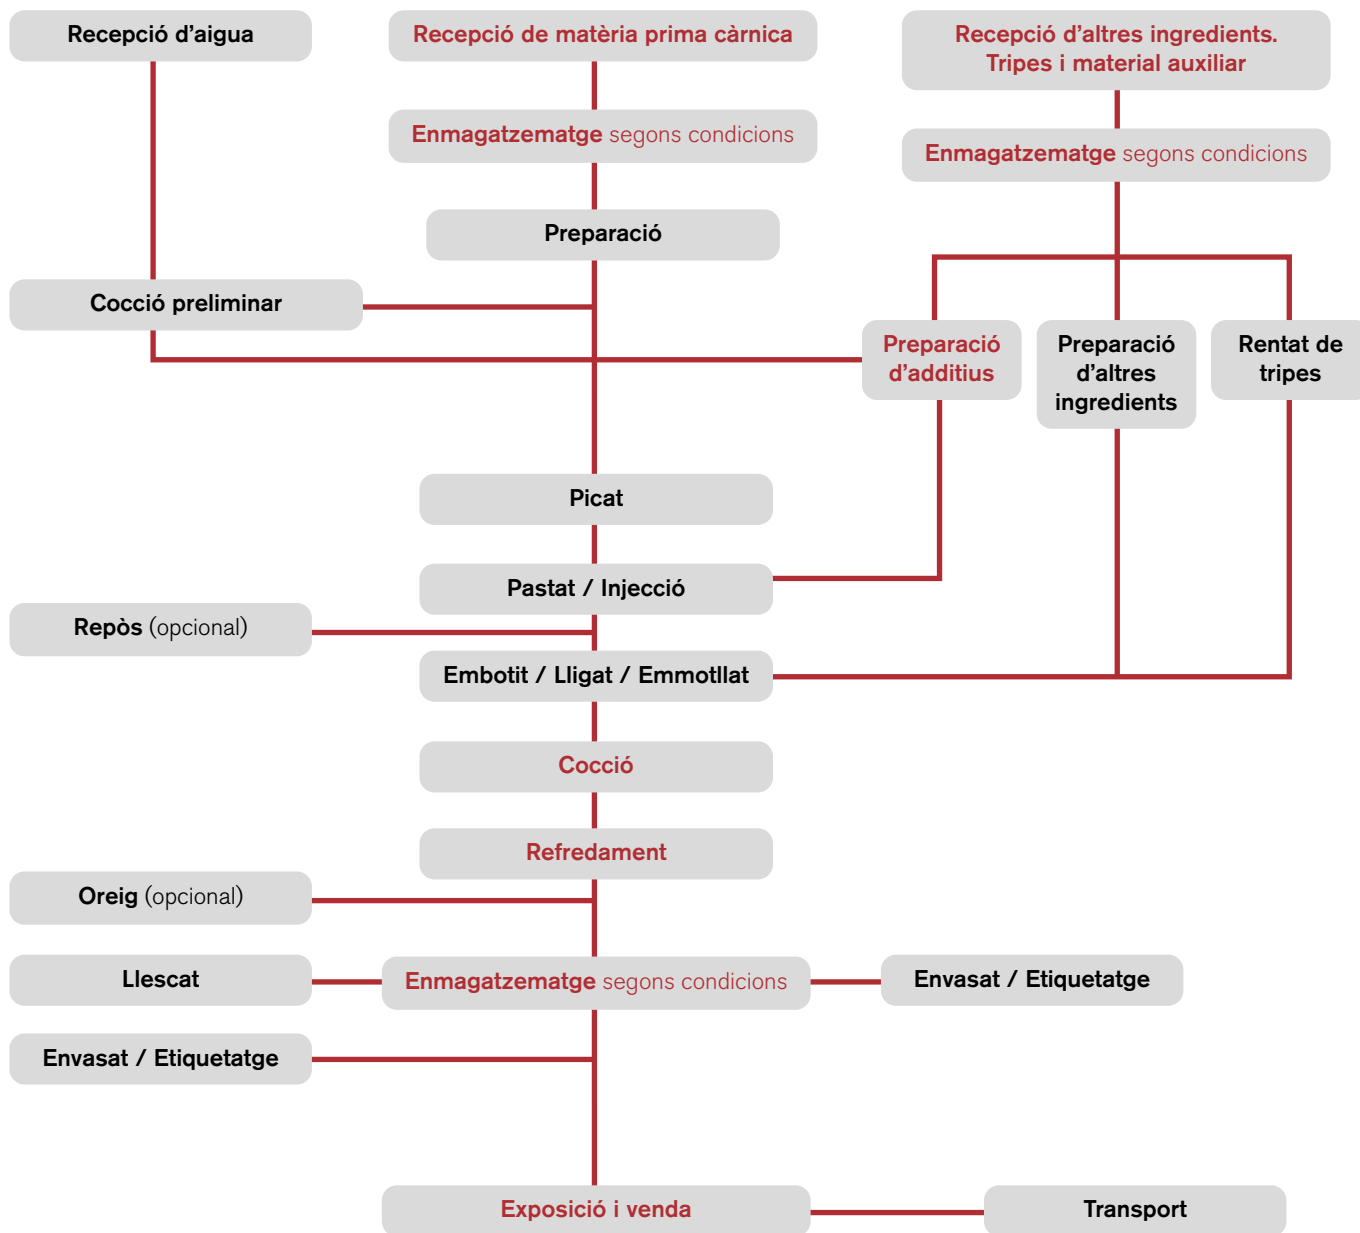 Recepció d'aigua
Recepció de matèria prima càrnica
Recepció d'altres ingredients.
Tripes i material auxiliar
Enmagatzematge segons condicions
Enmagatzematge segons condicions
Preparació
Cocció preliminar
Preparació
d'additius
Preparació
d'altres
ingredients
Rentat de
tripes
Picat
Pastat / Injecció
Repòs (opcional)
Embotit / Lligat / Emmotllat
Cocció
Refredament
Oreig (opcional)
Llescat
Enmagatzematge segons condicions
Envasat / Etiquetatge
Envasat / Etiquetatge
Exposició i venda
Transport